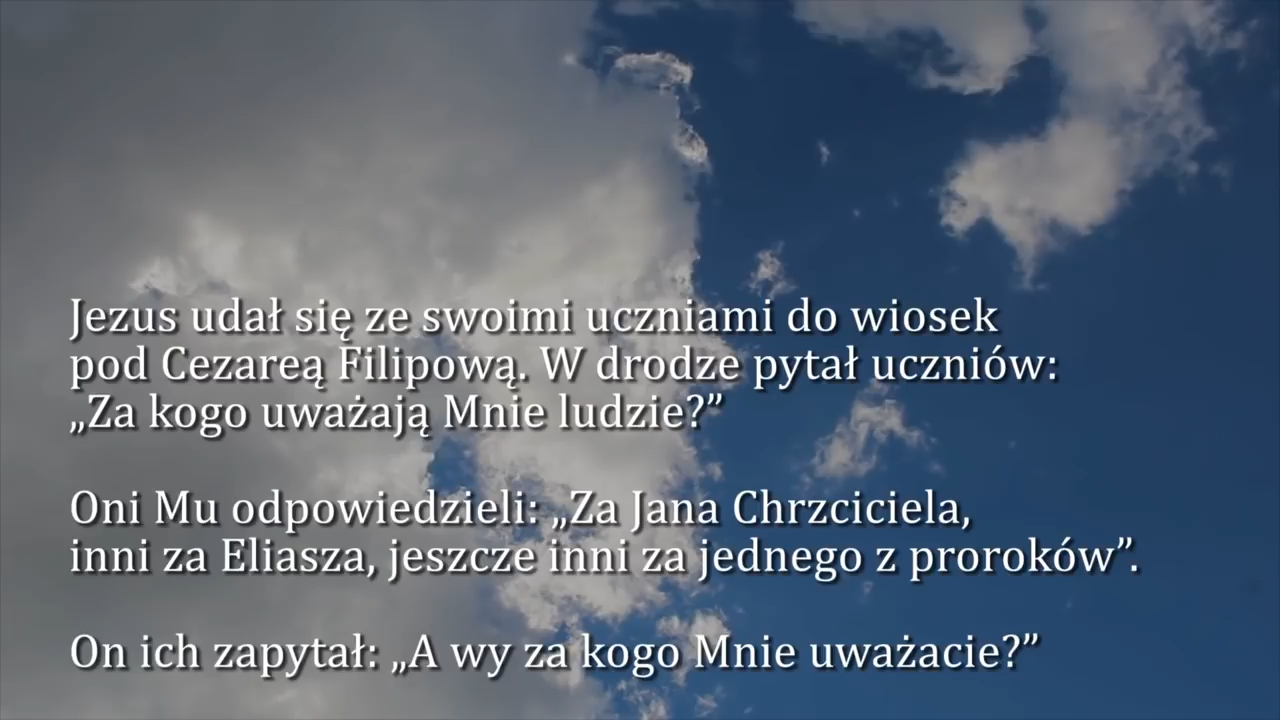 Jezus udał się ze swoimi uczniami do wiosek
pod Cezareą Filipową. W drodze pytał uczniów:
„Za kogo uważają Mnie ludzie?”
Oni Mu odpowiedzieli: „Za Jana Chrzciciela,
inni za Eliasza, jeszcze inni za jednego z proroków”.
On ich zapytał: „A wy za kogo Mnie uważacie?”